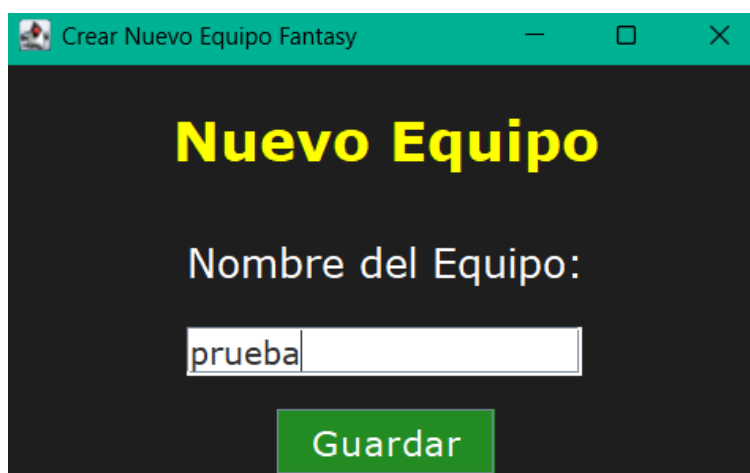 Crear Nuevo Equipo Fantasy
Nuevo Equipo
Nombre del Equipo:
prueba
Guardar